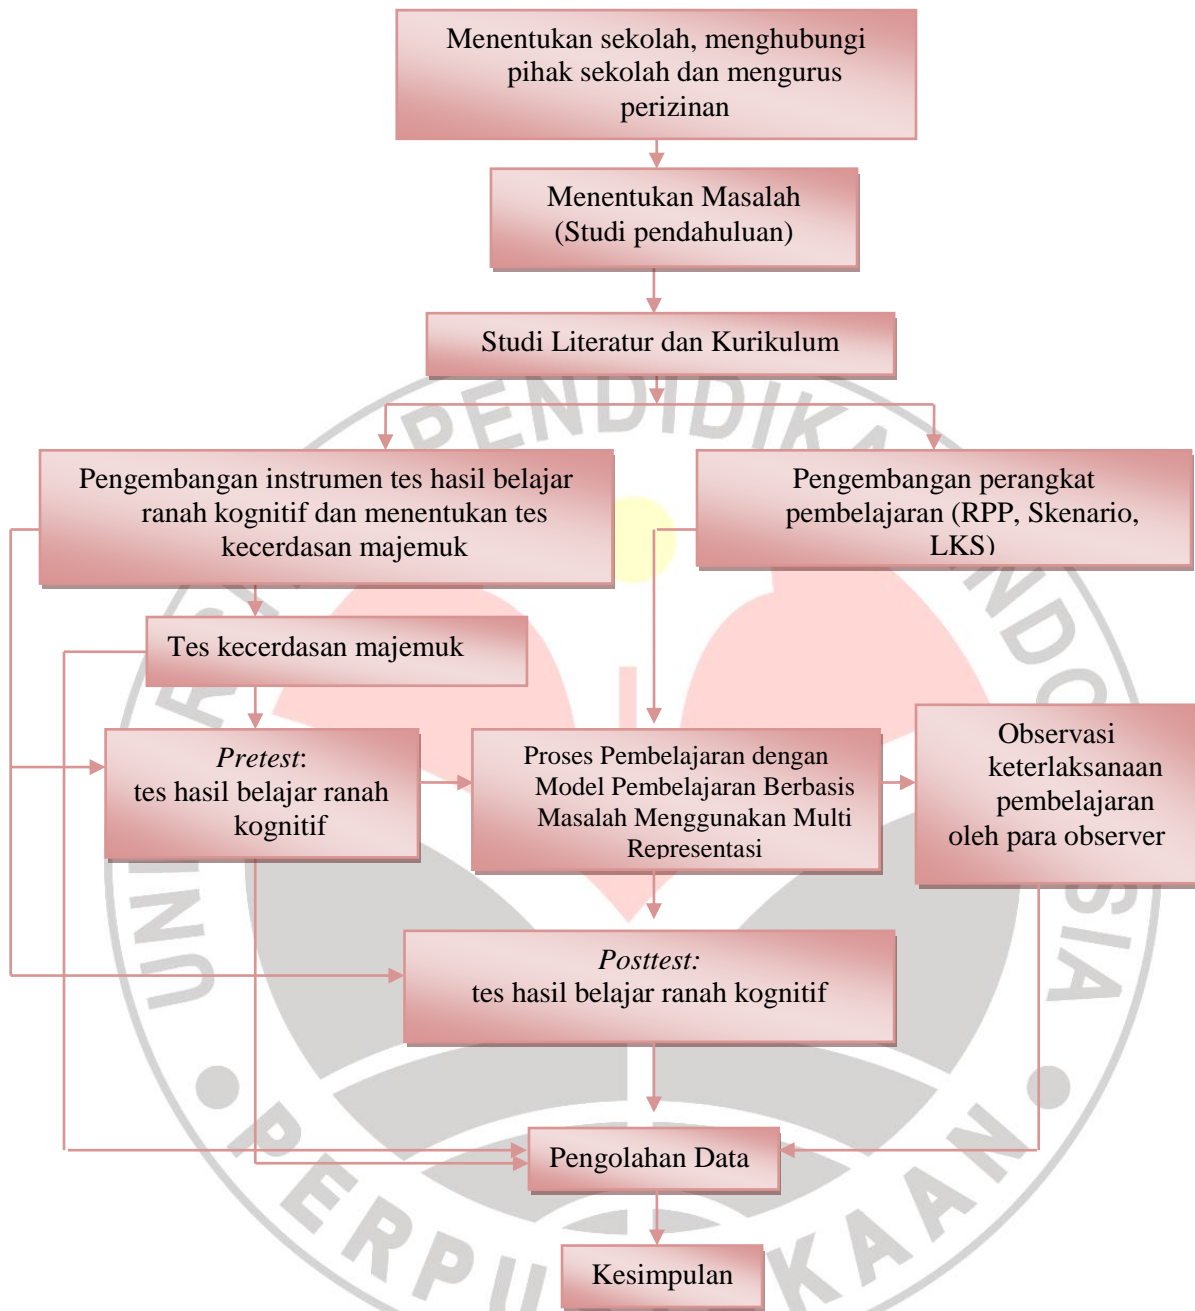 Menentukan sekolah, menghubungi
pihak sekolah dan mengurus
perizinan
Menentukan Masalah
(Studi pendahuluan)
Studi Literatur dan Kurikulum
Pengembangan instrumen tes hasil belajar
ranah kognitif dan menentukan tes
kecerdasan majemuk
Pengembangan perangkat
pembelajaran (RPP, Skenario,
LKS)
Tes kecerdasan majemuk
Pretest:
tes hasil belajar ranah
kognitif
Proses Pembelajaran dengan
Model Pembelajaran Berbasis
Masalah Menggunakan Multi
Representasi
Observasi
keterlaksanaan
pembelajaran
oleh para observer
Posttest:
tes hasil belajar ranah kognitif
Pengolahan Data
Kesimpulan
PENDIDIKA